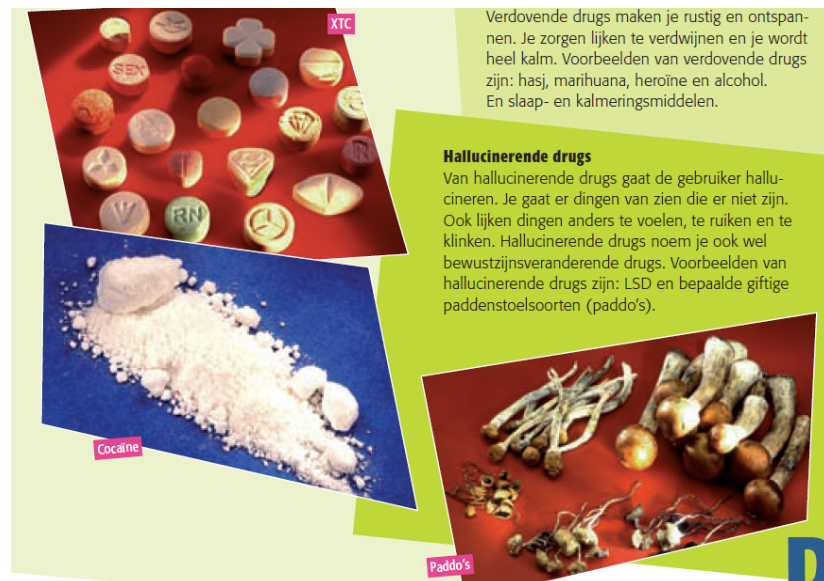 XTC
Verdovende drugs maken je rustig en ontspan-
nen. Je zorgen lijken te verdwijnen en je wordt
heel kalm. Voorbeelden van verdovende drugs
zijn: hasj, marihuana, heroïne en alcohol.
En slaap- en kalmeringsmiddelen.
Hallucinerende drugs
Van hallucinerende drugs gaat de gebruiker hallu-
cineren. Je gaat er dingen van zien die er niet zijn.
Ook lijken dingen anders te voelen, te ruiken en te
klinken. Hallucinerende drugs noem je ook wel
bewustzijnsveranderende drugs. Voorbeelden van
hallucinerende drugs zijn: LSD en bepaalde giftige
paddenstoelsoorten (paddo's).
SEX
RN
Cocaïne
Paddo's